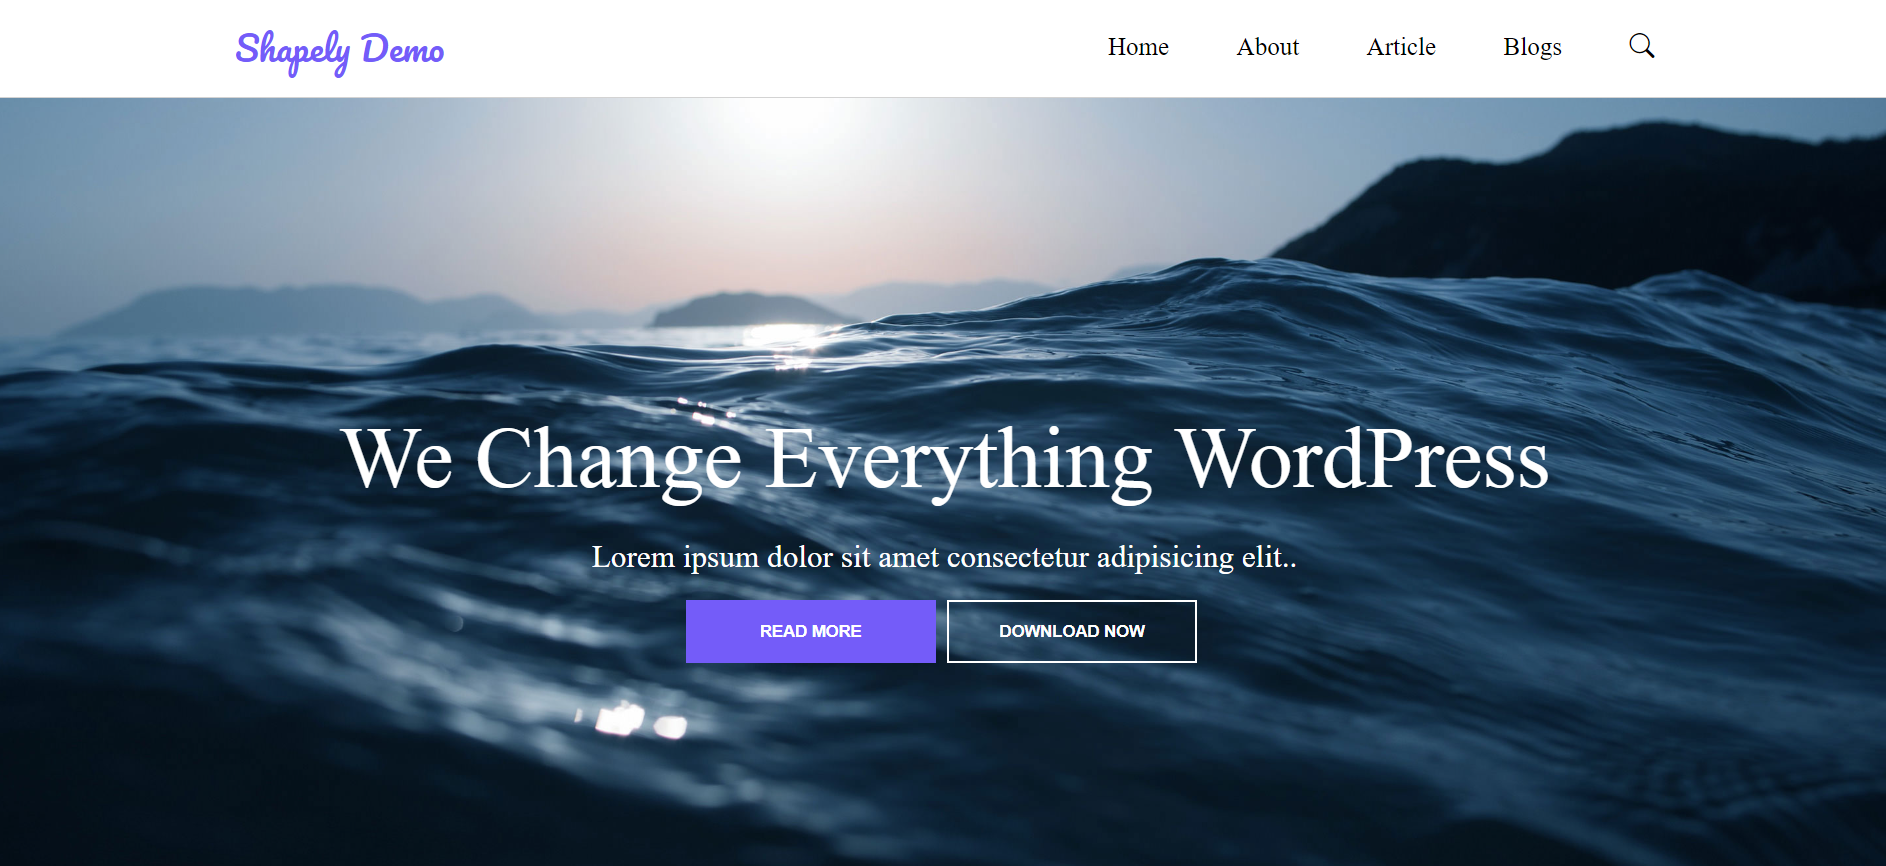 Shapely Demo
Home About Article Blogs
We Change Everything WordPress
Lorem ipsum dolor sit amet consectetur adipisicing elit..
READ MORE DOWNLOAD NOW